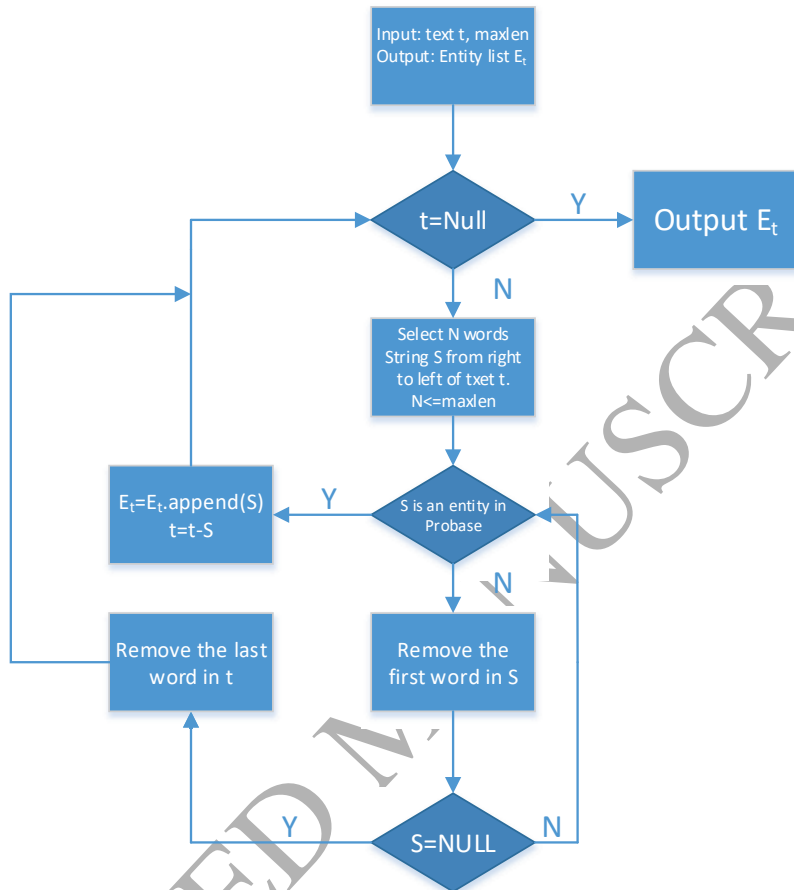 Input: text t, maxlen
Output: Entity list Et
t=Null
Y
Output Et
N
Select N words
String S from right
to left of txet t.
N<=maxlen
S is an entity in
Probase
Y
Et=Et.append(S)
t=t-S
N
Remove the
first word in S
Remove the last
word in t
S=NULL
Y
N